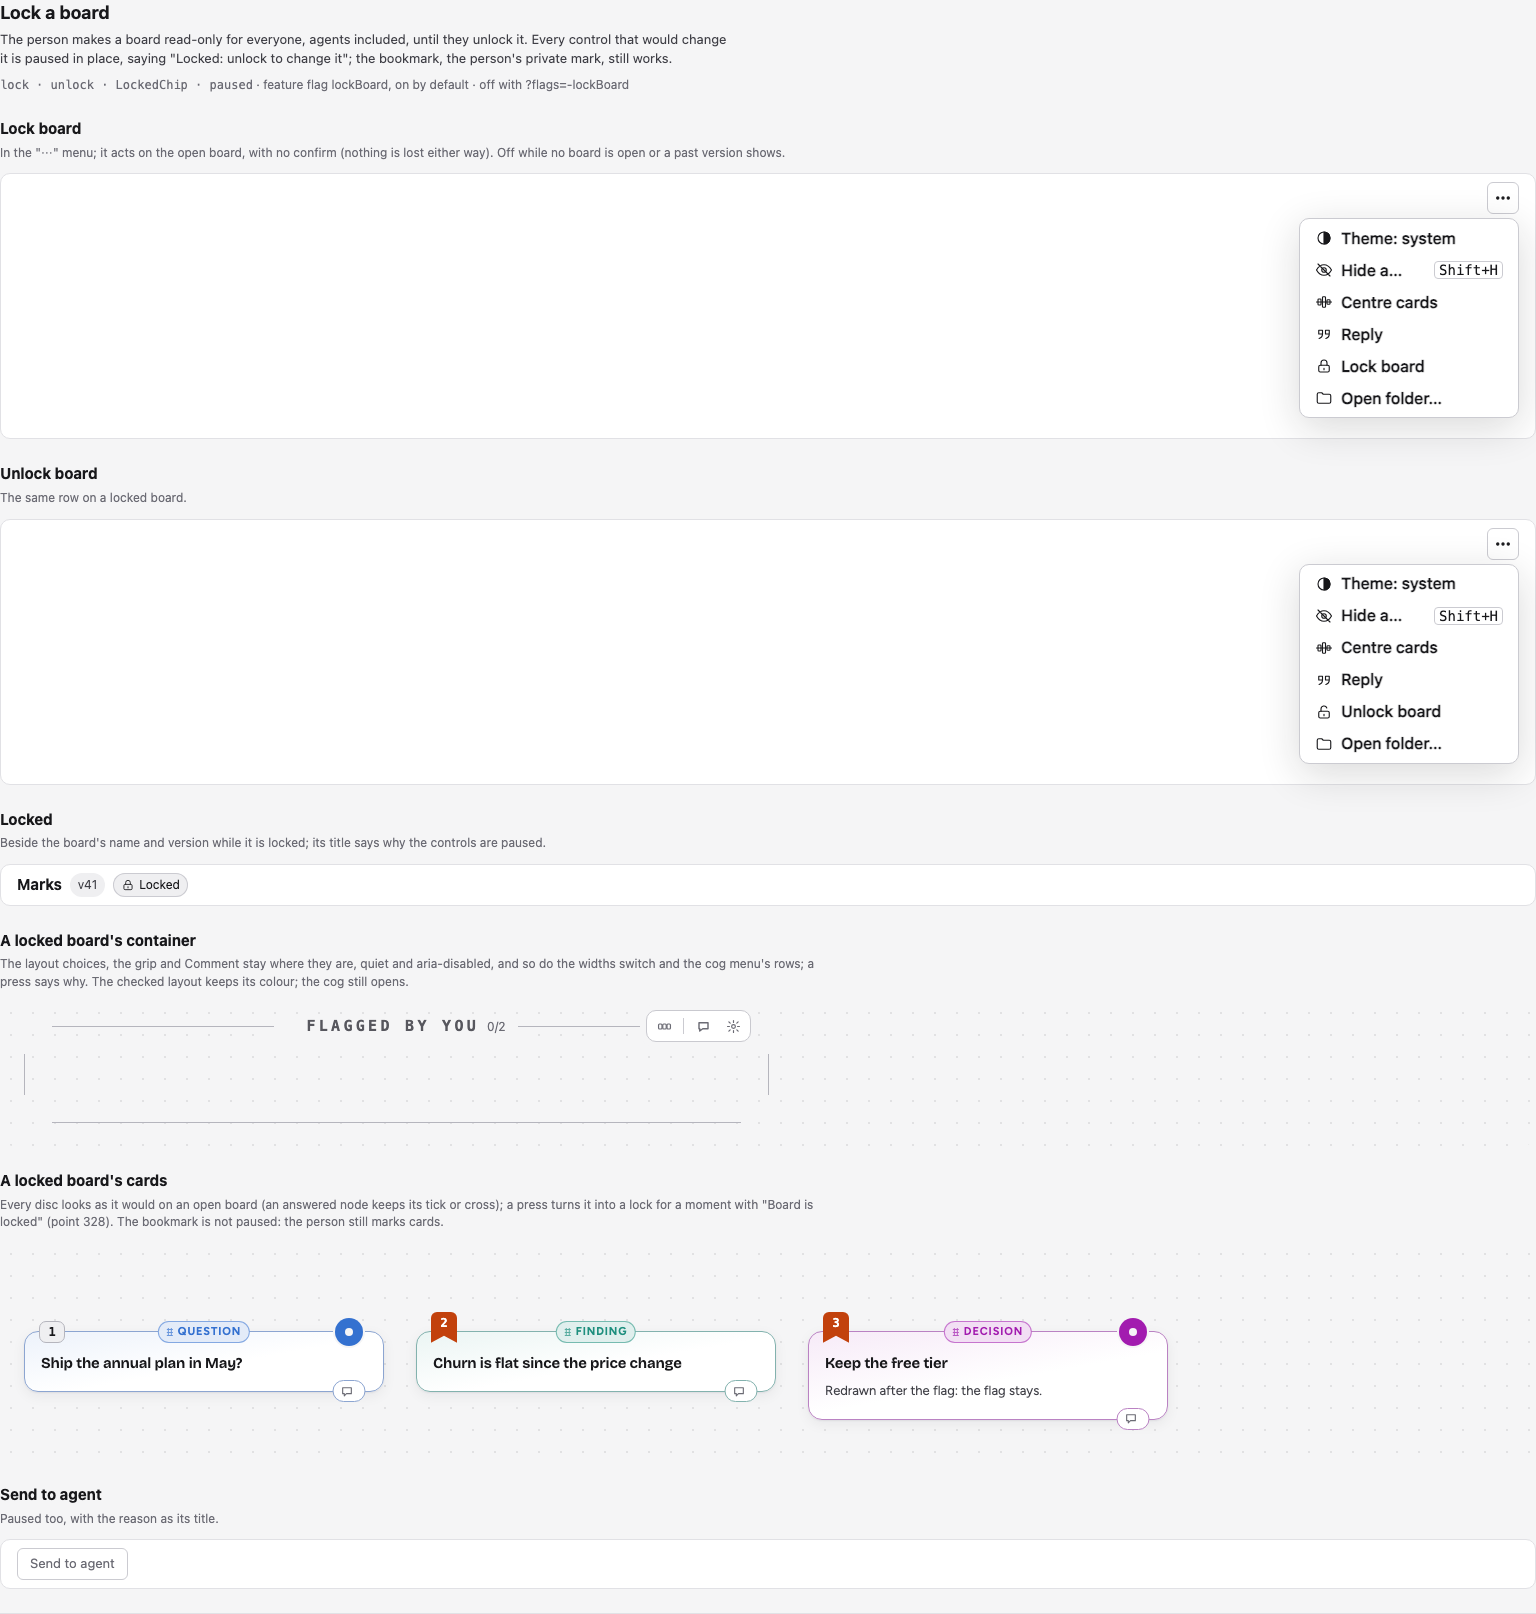 Lock a board
The person makes a board read-only for everyone, agents included, until they unlock it. Every control that would change
it is paused in place, saying "Locked: unlock to change it"; the bookmark, the person's private mark, still works.
lock · unlock · LockedChip · paused · feature flag lockBoard, on by default · off with ?flags=-lockBoard
Lock board
In the "···" menu; it acts on the open board, with no confirm (nothing is lost either way). Off while no board is open or a past version shows.
Theme: system
Hide a... Shift+H
Centre cards
Reply
Lock board
Open folder...
Unlock board
The same row on a locked board.
Theme: system
Hide a... Shift+H
Centre cards
Reply
Unlock board
Open folder...
Locked
Beside the board's name and version while it is locked; its title says why the controls are paused.
Marks v41 Locked
A locked board's container
The layout choices, the grip and Comment stay where they are, quiet and aria-disabled, and so do the widths switch and the cog menu's rows; a
press says why. The checked layout keeps its colour; the cog still opens.
FLAGGED BY YOU 0/2
A locked board's cards
Every disc looks as it would on an open board (an answered node keeps its tick or cross); a press turns it into a lock for a moment with "Board is
locked" (point 328). The bookmark is not paused: the person still marks cards.
1 QUESTION
Ship the annual plan in May?
2 FINDING
Churn is flat since the price change
3 DECISION
Keep the free tier
Redrawn after the flag: the flag stays.
Send to agent
Paused too, with the reason as its title.
Send to agent